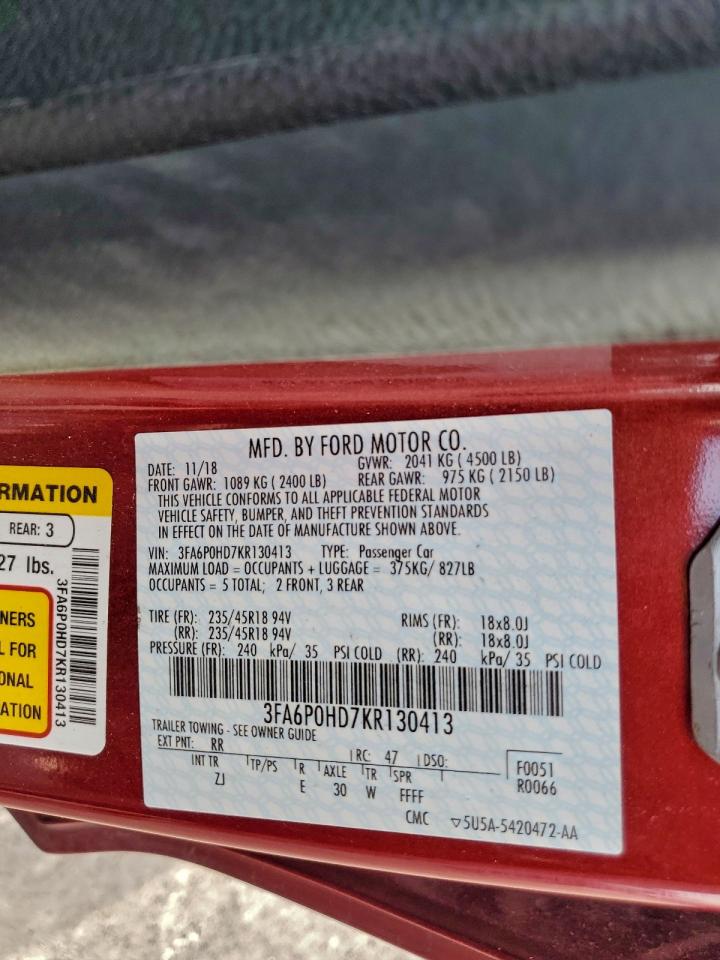 MFD. BY FORD MOTOR CO.
DATE: 11/18 GVWR: 2041 KG ( 4500 LB)
FRONT GAWR: 1089 KG ( 2400 LB) REAR GAWR: 975 KG ( 2150 LB)
THIS VEHICLE CONFORMS TO ALL APPLICABLE FEDERAL MOTOR
VEHICLE SAFETY, BUMPER, AND THEFT PREVENTION STANDARDS
IN EFFECT ON THE DATE OF MANUFACTURE SHOWN ABOVE.
VIN: 3FA6P0HD7KR130413 TYPE: Passenger Car
MAXIMUM LOAD = OCCUPANTS + LUGGAGE = 375KG/ 827LB
OCCUPANTS = 5 TOTAL; 2 FRONT, 3 REAR
TIRE (FR): 235/45R18 94V RIMS (FR): 18x8.0J
(RR): 235/45R18 94V (RR): 18x8.0J
PRESSURE (FR): 240 kPa/ 35 PSI COLD (RR): 240 kPa/ 35 PSI COLD
3FA6P0HD7KR130413
TRAILER TOWING - SEE OWNER GUIDE
EXT PNT: RR RC: 47 DSO:
INT TR TP/PS R AXLE TR SPR
ZJ E 30 W FFFF
F0051
R0066
CMC ▽5U5A-5420472-AA
RMATION
REAR: 3
27 lbs.
NERS
L FOR
ONAL
ATION
3FA6P0HD7KR130413